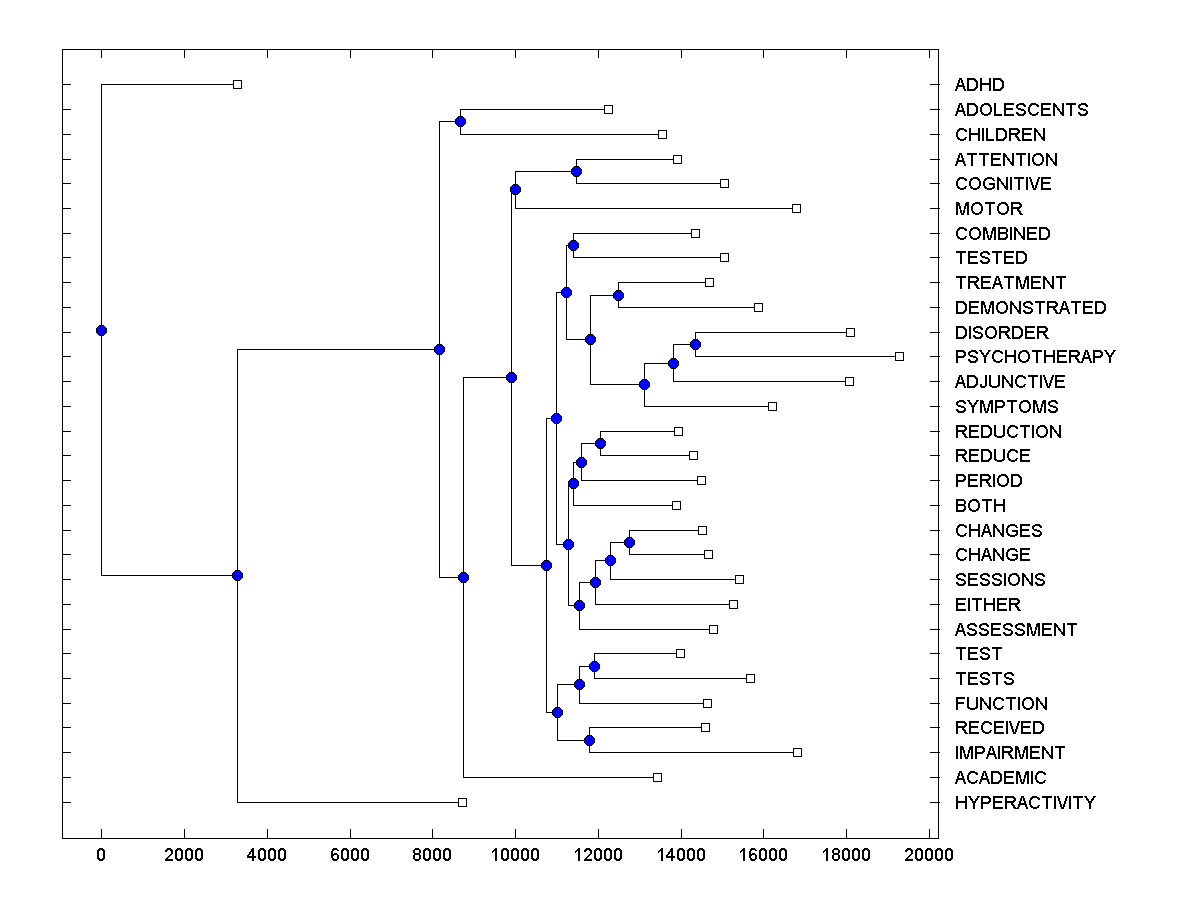 ADHD
ADOLESCENTS
CHILDREN
ATTENTION
COGNITIVE
MOTOR
COMBINED
TESTED
TREATMENT
DEMONSTRATED
DISORDER
PSYCHOTHERAPY
ADJUNCTIVE
SYMPTOMS
REDUCTION
REDUCE
PERIOD
BOTH
CHANGES
CHANGE
SESSIONS
EITHER
ASSESSMENT
TEST
TESTS
FUNCTION
RECEIVED
IMPAIRMENT
ACADEMIC
HYPERACTIVITY
0 2000 4000 6000 8000 10000 12000 14000 16000 18000 20000